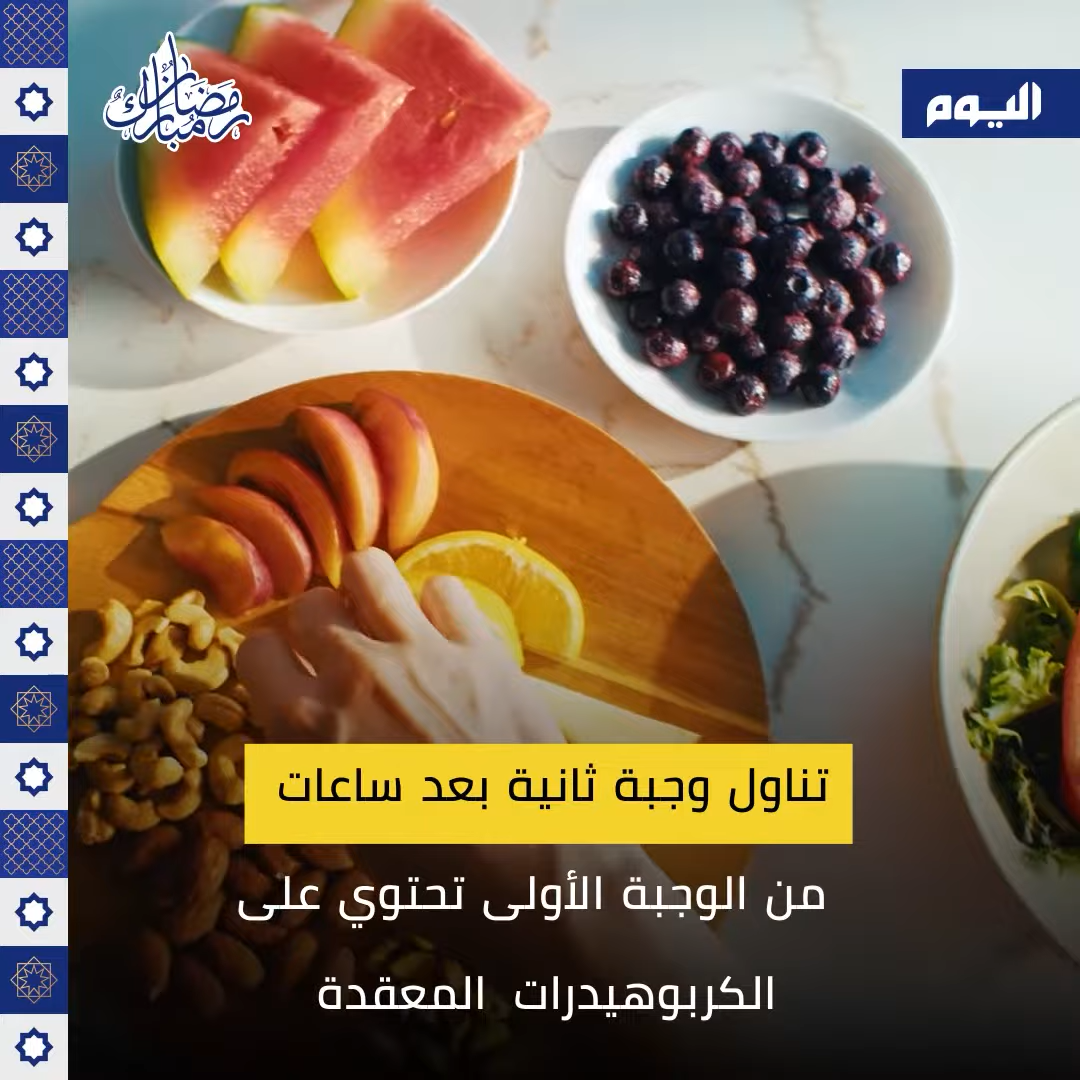 رمضان مبارك
اليوم
تناول وجبة ثانية بعد ساعات
من الوجبة الأولى تحتوي على
الكربوهيدرات المعقدة